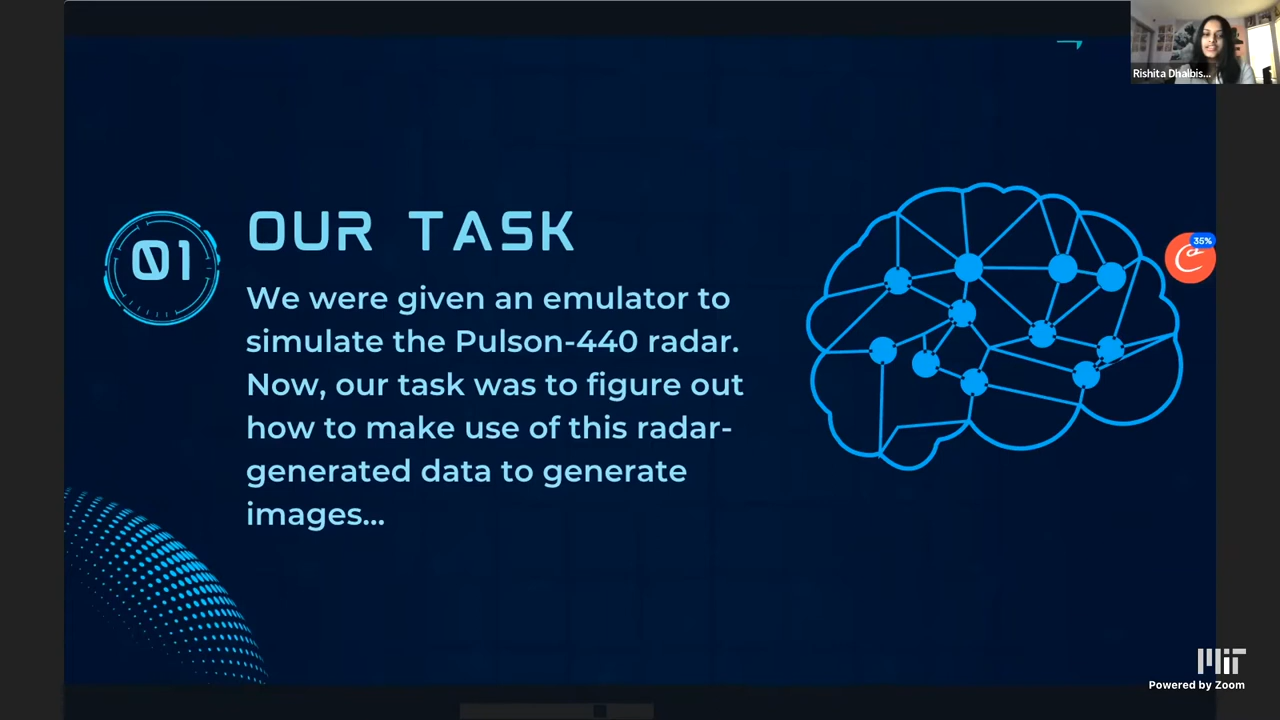 Rishita Dhalbis...
01
OUR TASK
We were given an emulator to
simulate the Pulson-440 radar.
Now, our task was to figure out
how to make use of this radar-
generated data to generate
images...
35%
MIT
Powered by Zoom